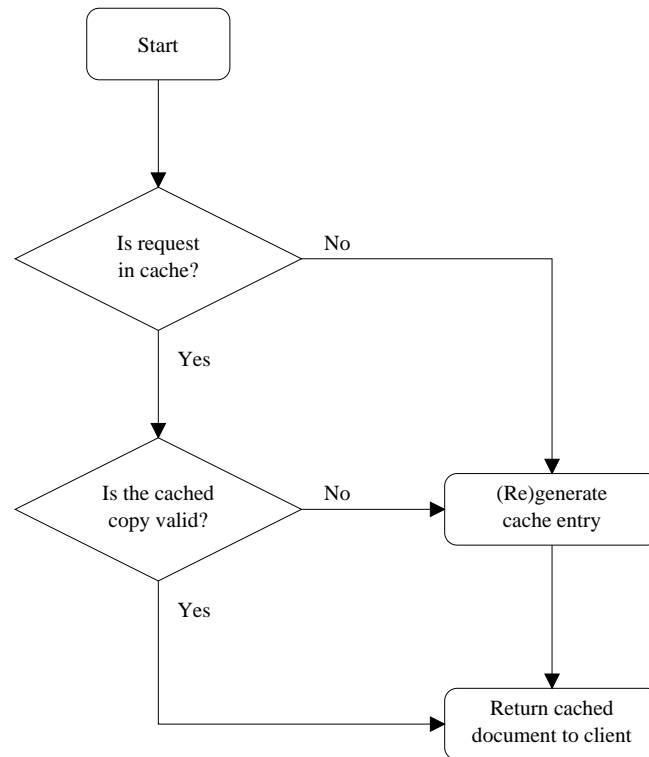 Start
Is request
in cache?
No
Yes
Is the cached
copy valid?
No
(Re)generate
cache entry
Yes
Return cached
document to client